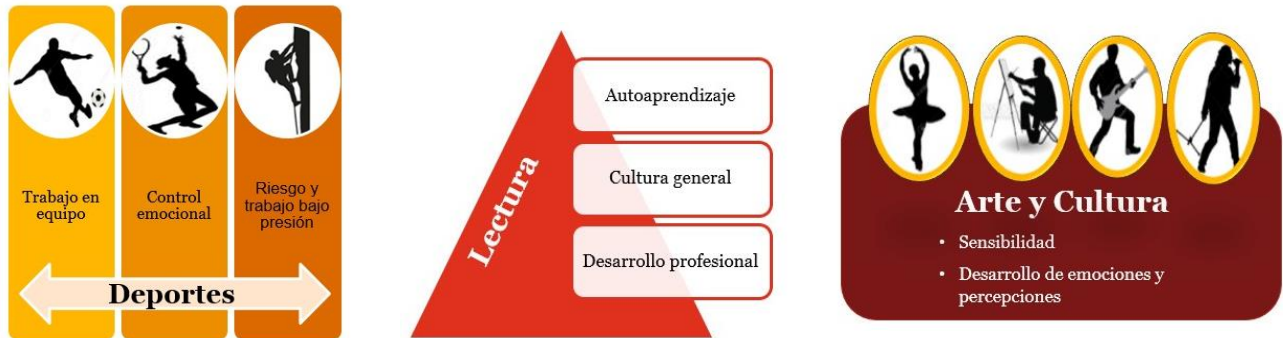 Trabajo en
equipo
Control
emocional
Riesgo y
trabajo bajo
presión
Deportes
Lectura
Autoaprendizaje
Cultura general
Desarrollo profesional
Arte y Cultura
• Sensibilidad
• Desarrollo de emociones y
percepciones